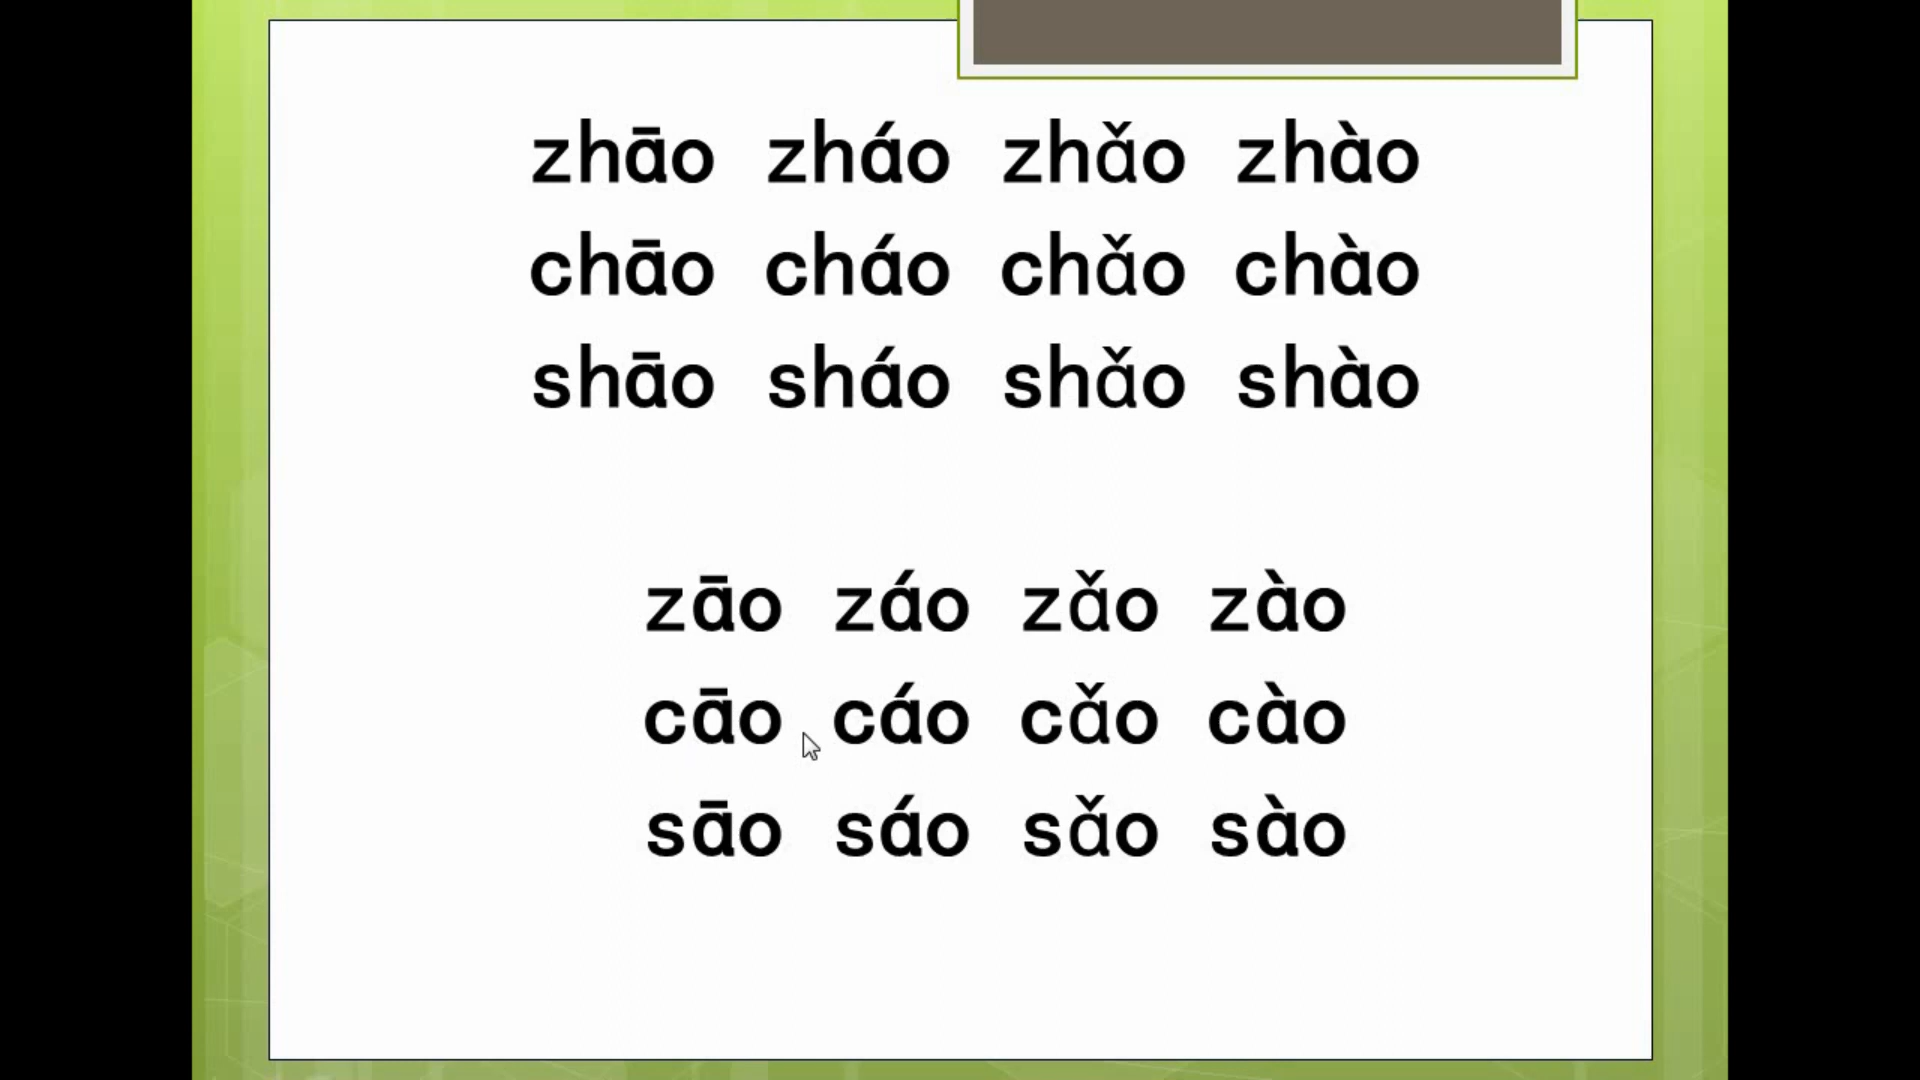 zhāo zháo zhǎo zhào
chāo cháo chǎo chào
shāo sháo shǎo shào
zāo záo zǎo zào
cāo cáo cǎo cào
sāo sáo sǎo sào